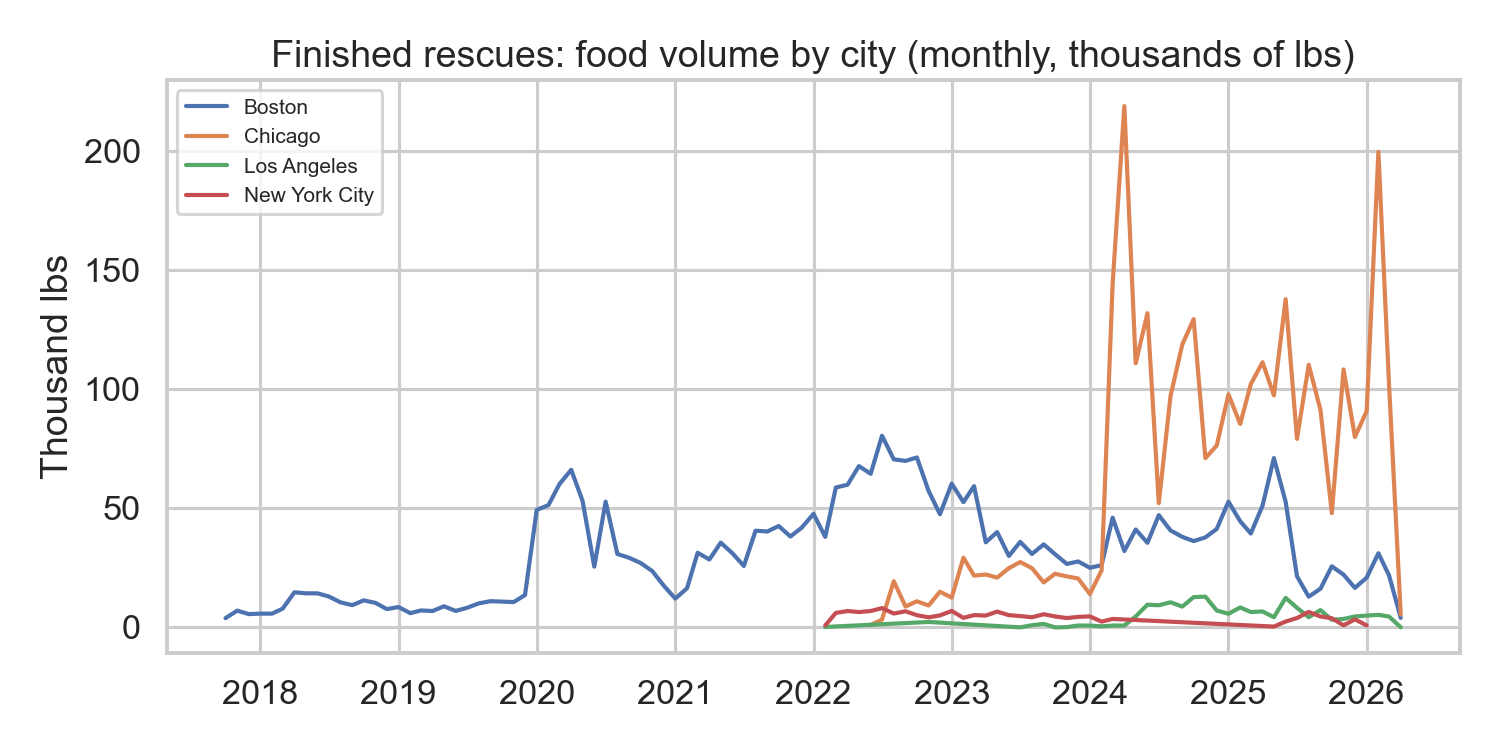 Finished rescues: food volume by city (monthly, thousands of lbs)
Boston
Chicago
Los Angeles
New York City
Thousand lbs
200
150
100
50
0
2018 2019 2020 2021 2022 2023 2024 2025 2026